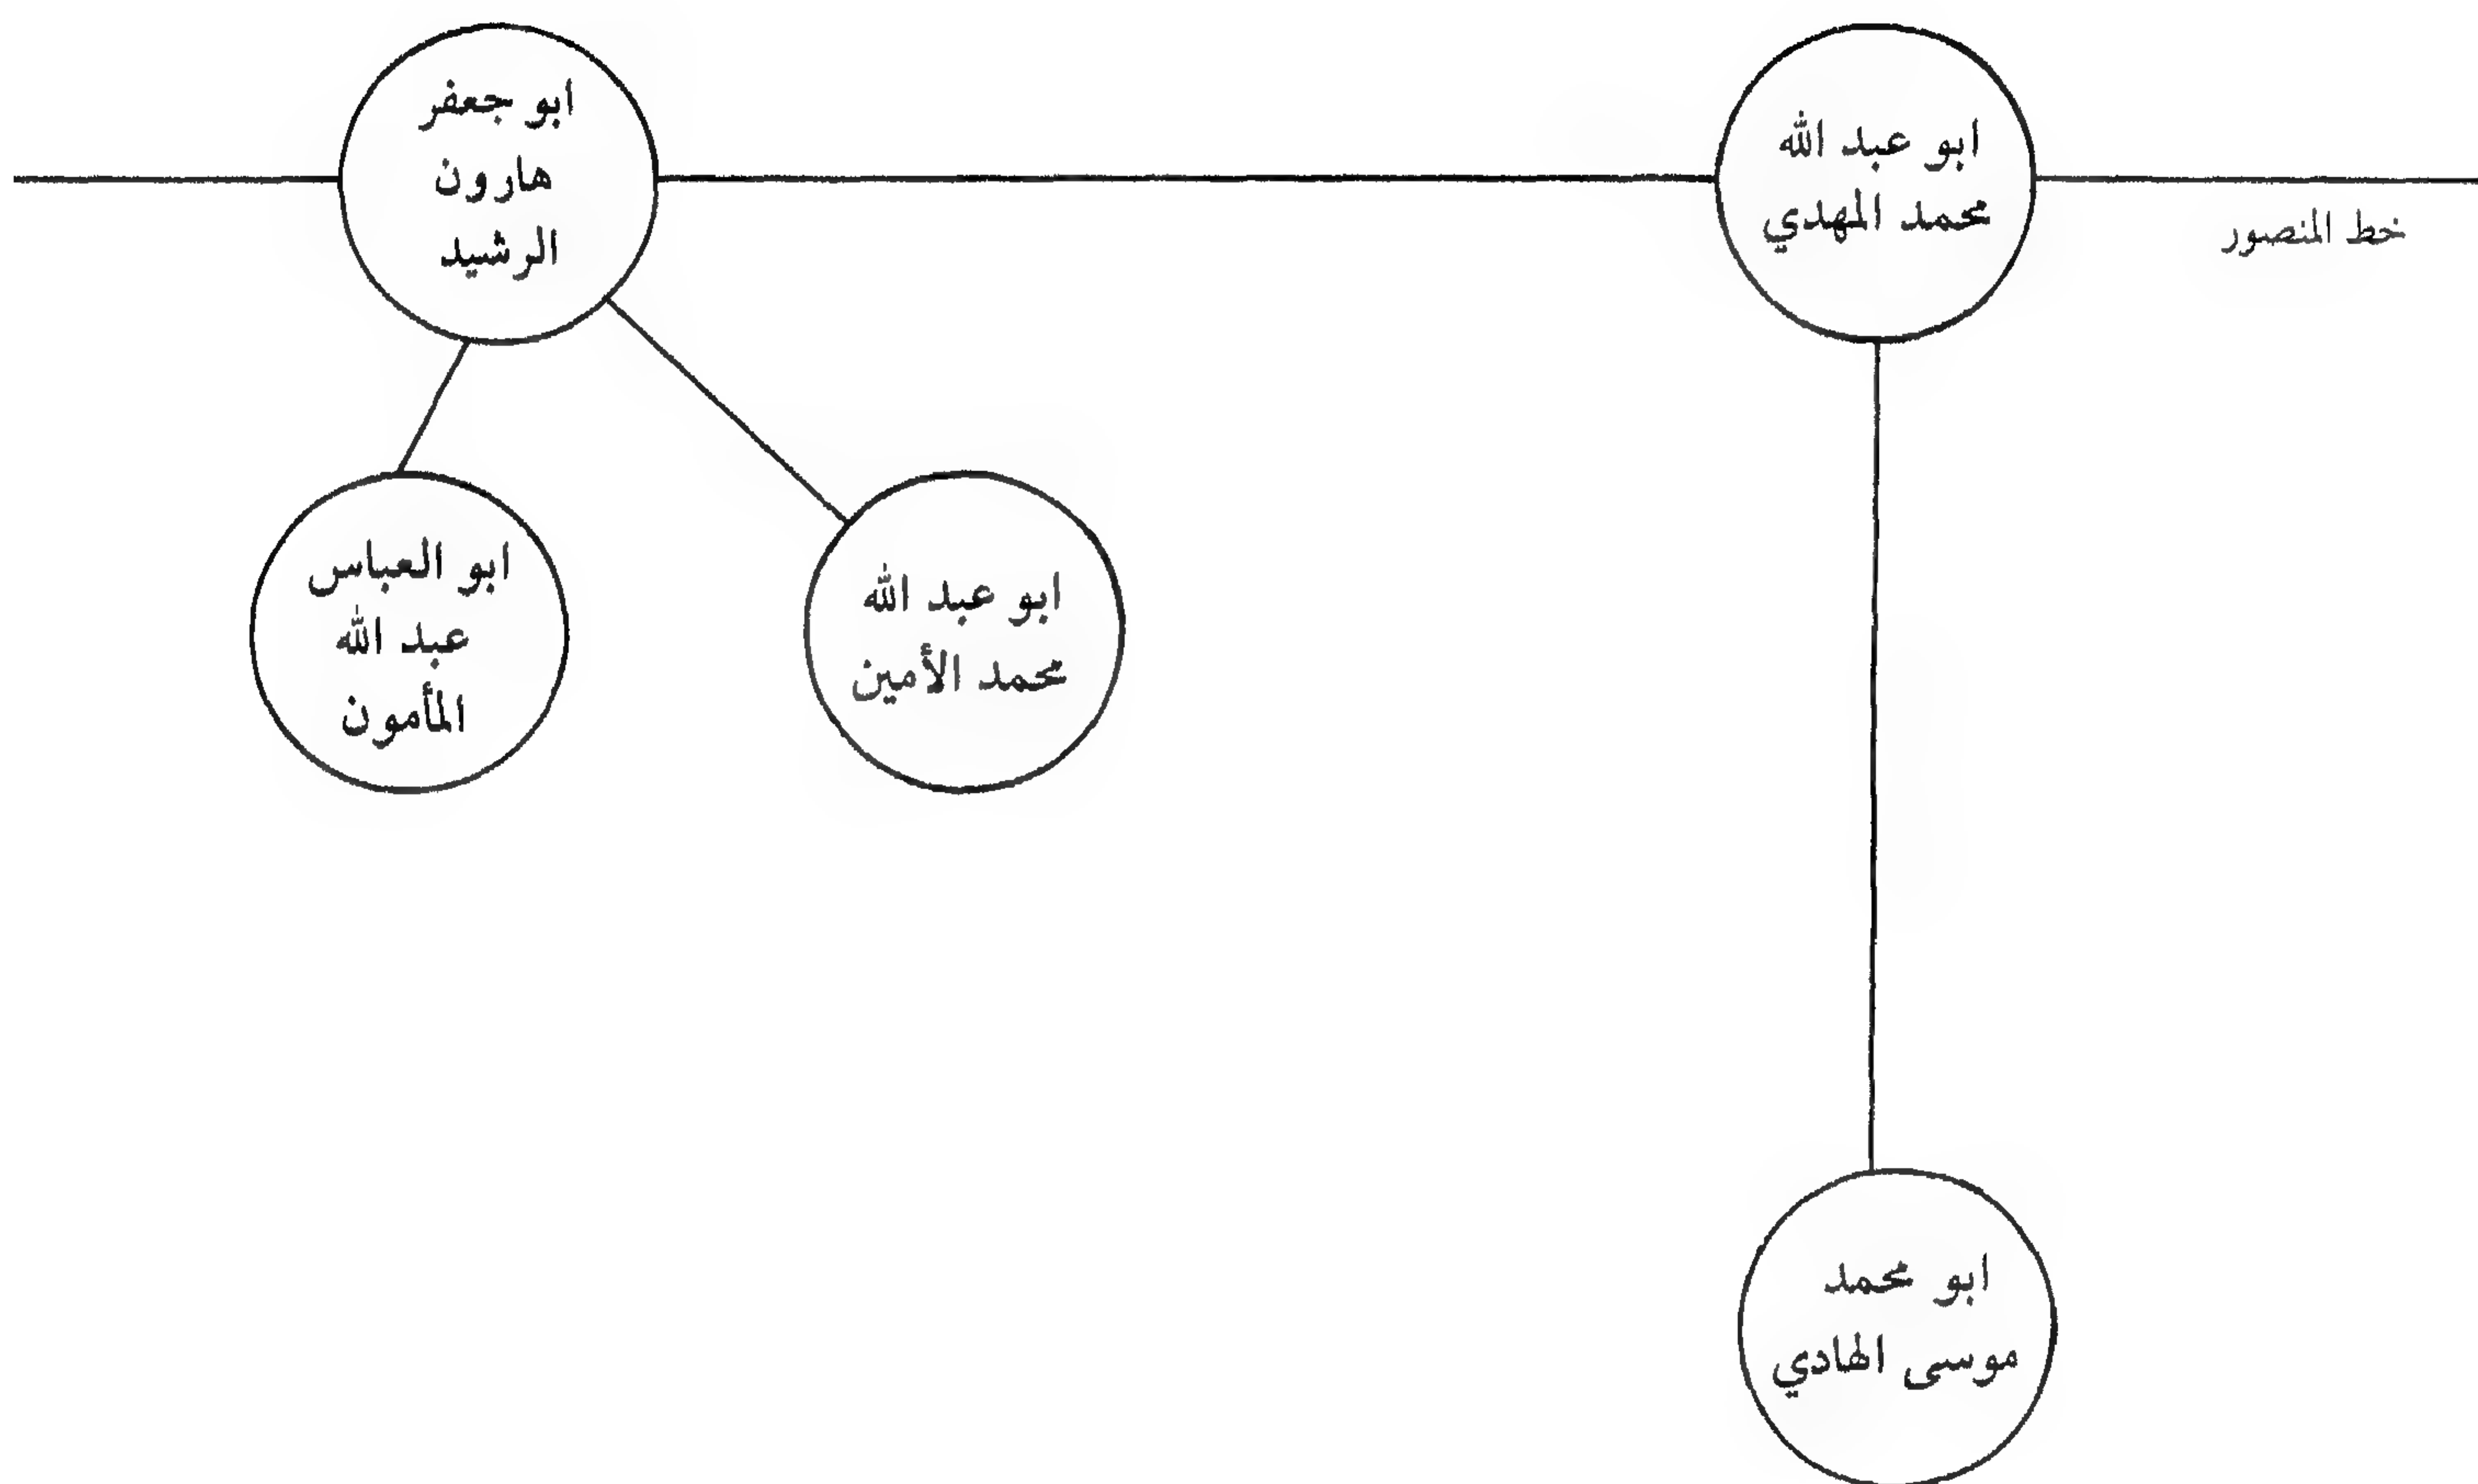 ابو عبد الله
محمد المهدي
خط المنصور
ابو جعفر
هارون
الرشيد
ابو عبد الله
محمد الأمين
ابو العباس
عبد الله
المأمون
ابو محمد
موسى الهادي